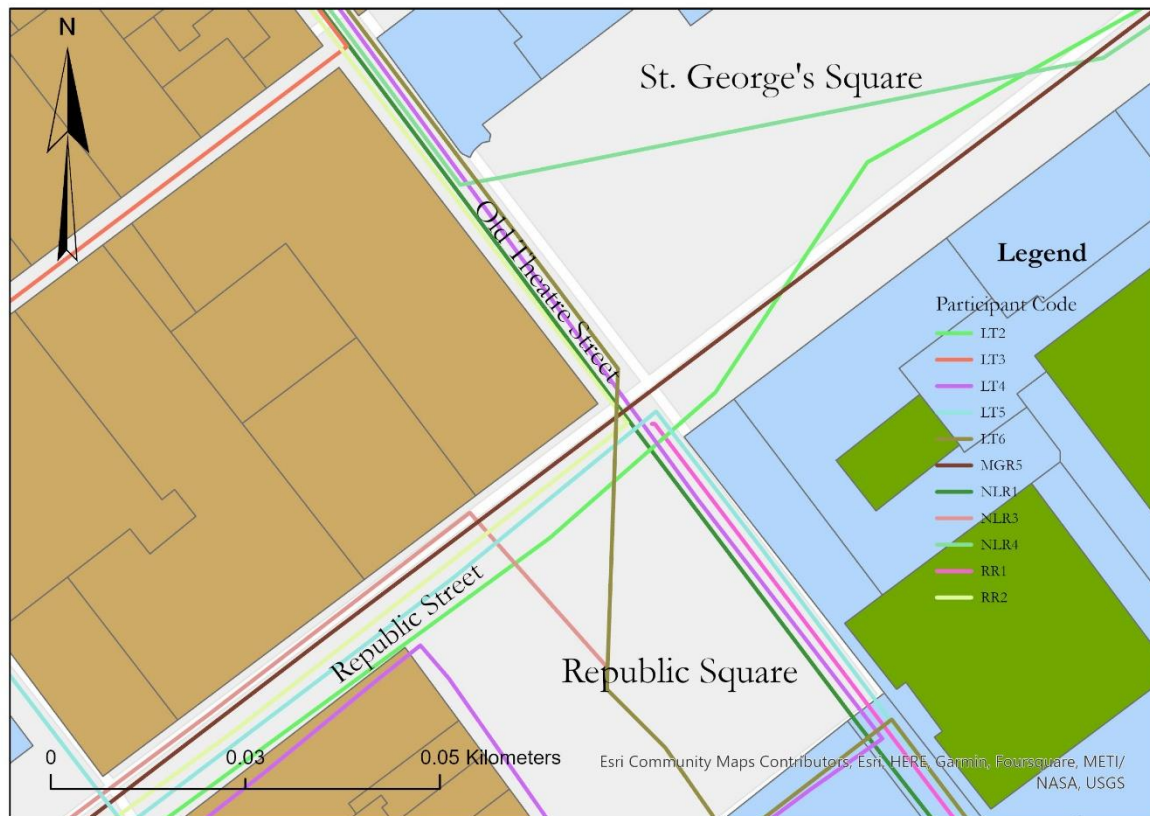 N
St. George's Square
Old Theatre Street
Legend
Participant Code
LT2
LT3
LT4
LT5
LT6
MGR5
NLR1
NLR3
NLR4
RR1
RR2
Republic Street
Republic Square
0 0.03 0.05 Kilometers
Esri Community Maps Contributors, Esri, HERE, Garmin, Foursquare, METI/
NASA, USGS